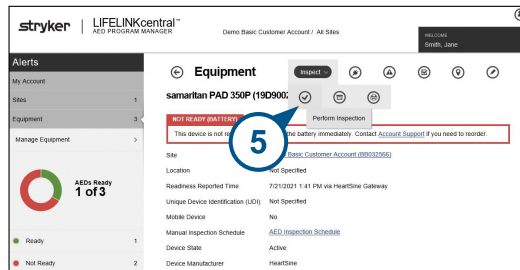 stryker
LIFELINKcentral™
AED PROGRAM MANAGER
Demo Basic Customer Account / All Sites
WELCOME
Smith, Jane
Alerts
My Account
Sites 1
Equipment 3
Manage Equipment
AEDs Ready
1 of 3
Ready 1
Not Ready 2
Equipment
Inspect
samaritan PAD 350P (19D9002
Perform Inspection
NOT READY (BATTERY)
This device is not re the battery immediately. Contact Account Support if you need to reorder.
5
Site Basic Customer Account (BB032566)
Location Not Specified
Readiness Reported Time 7/21/2021 1:41 PM via HeartSine Gateway
Unique Device Identification (UDI) Not Specified
Mobile Device No
Manual Inspection Schedule AED Inspection Schedule
Device State Active
Device Manufacturer HeartSine